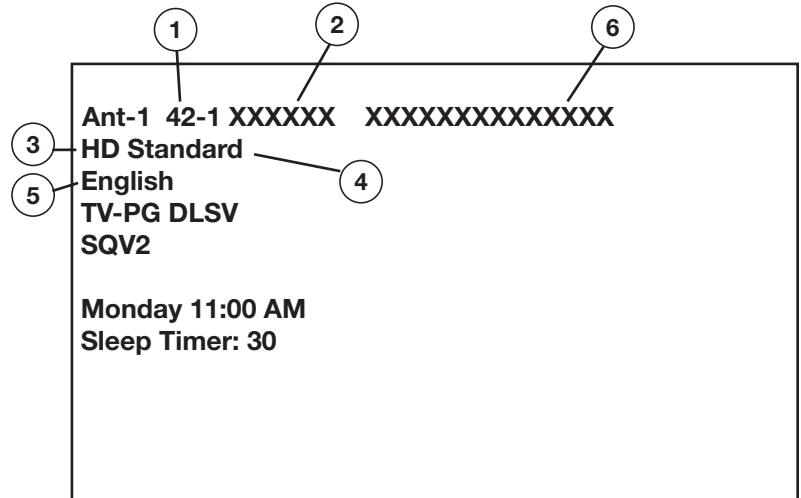 1 2 6
Ant-1 42-1 XXXXXX XXXXXXXXXXXXXX
3 HD Standard
4
5 English
TV-PG DLSV
SQV2
Monday 11:00 AM
Sleep Timer: 30